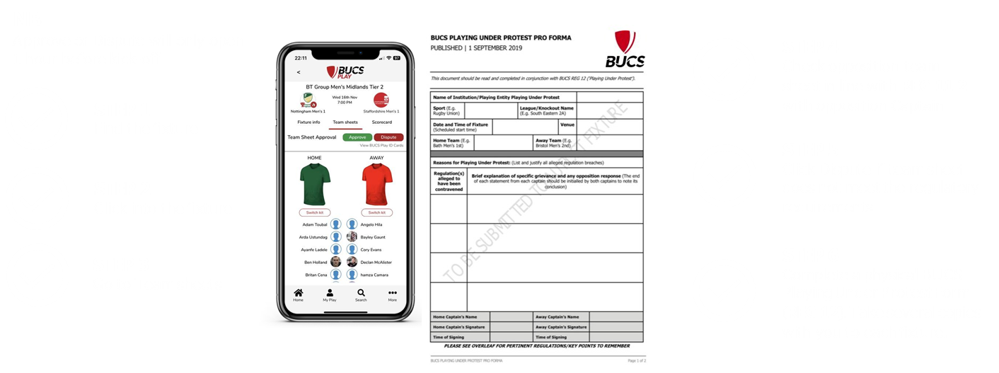 22:11
87
<
BUCS
PLAY
BT Group Men's Midlands Tier 2
Wed 16th Nov
7:00 PM
Nottingham Men's 1
Staffordshire Men's 1
Fixture info
Team sheets
Scorecard
Team Sheet Approval
Approve
Dispute
View BUCS Play ID Cards
HOME
AWAY
Switch kit
Switch kit
Adam Toubal
Angelo Hila
Arda Ustundag
Bayley Gaunt
Ayanfe Ladele
Cory Evans
Ben Holland
Declan McAlister
Britan Cena
hamza Camara
Home
My Play
Search
More
BUCS PLAYING UNDER PROTEST PRO FORMA
PUBLISHED | 1 SEPTEMBER 2019
BUCS
This document should be read and completed in conjunction with BUCS REG 12 ('Playing Under Protest').
Name of Institution/Playing Entity Playing Under Protest
Sport (E.g.
Rugby Union)
League/Knockout Name
(E.g. South Eastern 2A)
Date and Time of Fixture
(Scheduled start time)
Venue
Home Team (E.g.
Bath Men's 1st)
Away Team (E.g.
Bristol Men's 2nd)
Reasons for Playing Under Protest: (List and justify all alleged regulation breaches)
Regulation(s)
alleged to
have been
contravened
Brief explanation of specific grievance and any opposition response (The end
of each statement from each captain should be initialled by both captains to note its
conclusion)
TO BE SUBMITTED TO AT FIXTURE
Home Captain's Name
Away Captain's Name
Home Captain's Signature
Away Captain's Signature
Time of Signing
Time of Signing
PLEASE SEE OVERLEAF FOR PERTINENT REGULATIONS/KEY POINTS TO REMEMBER
BUCS PLAYING UNDER PROTEST PRO FORMA
Page 1 of 2